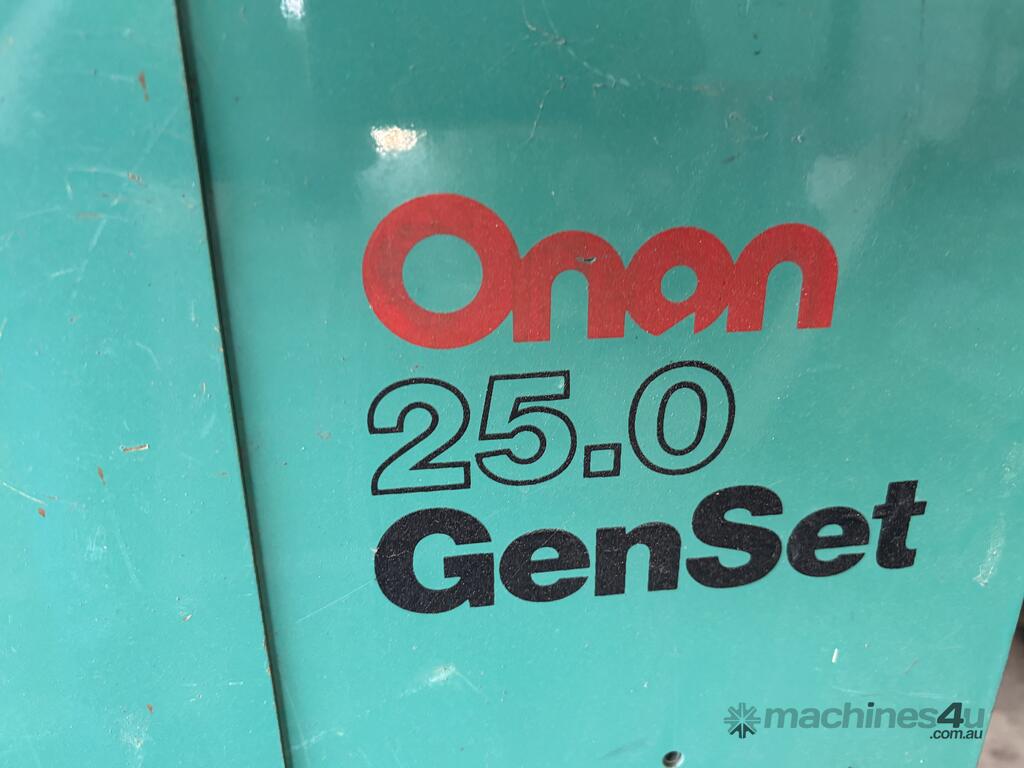 Onan
25.0
GenSet
machines4u
.com.au